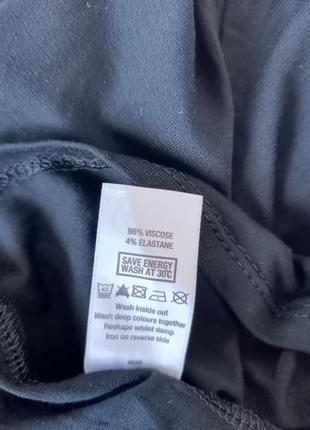 96% VISCOSE
4% ELASTANE
SAVE ENERGY
WASH AT 30°C
40
Wash inside out
Wash deep colours together
Reshape whilst damp
Iron on reverse side